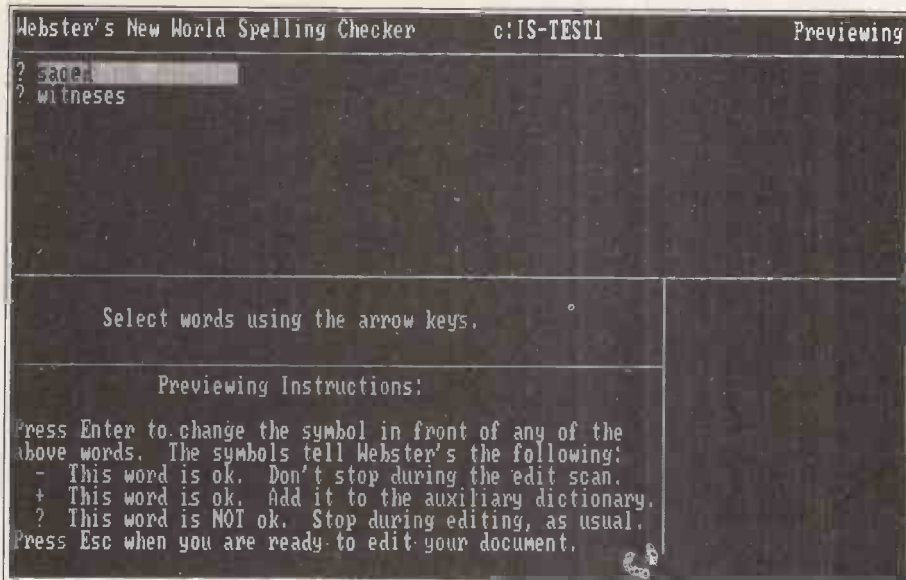 Webster's New World Spelling Checker c:IS-TEST1 Previewing
? saden
? witneses
Select words using the arrow keys.
Previewing Instructions:
Press Enter to change the symbol in front of any of the
above words. The symbols tell Webster's the following:
- This word is ok. Don't stop during the edit scan.
+ This word is ok. Add it to the auxiliary dictionary.
? This word is NOT ok. Stop during editing, as usual.
Press Esc when you are ready to edit your document.